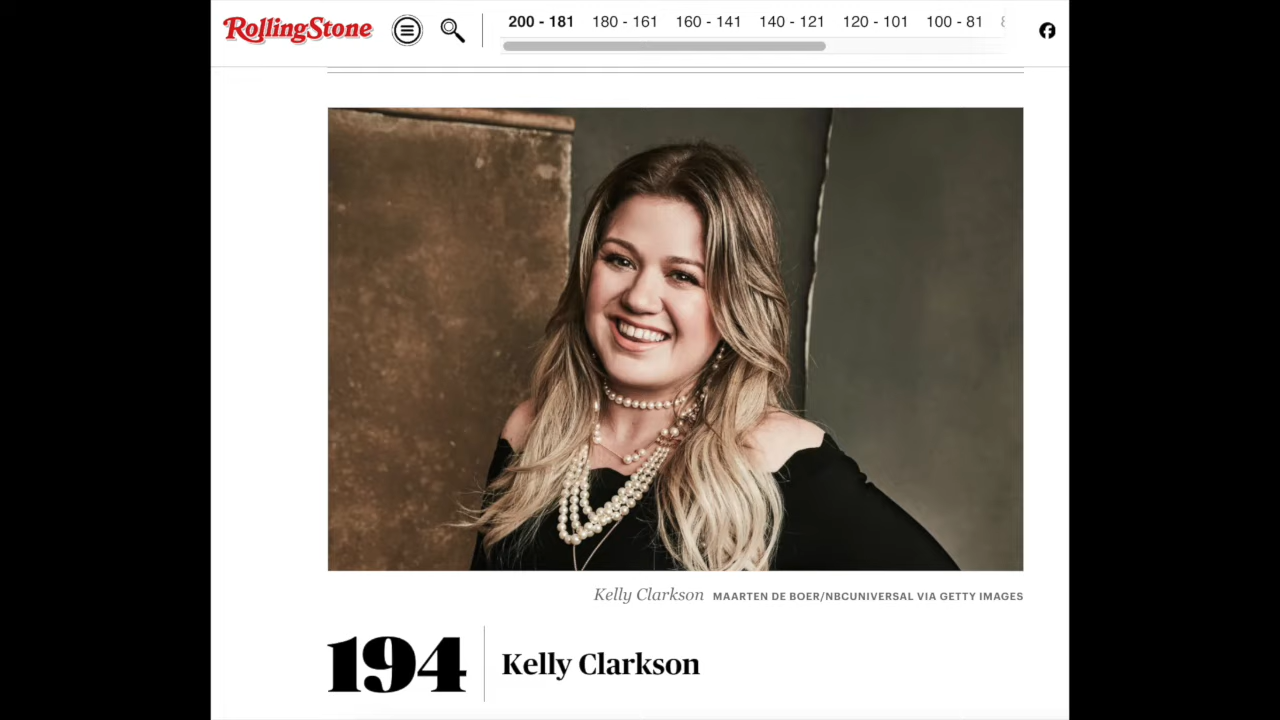 RollingStone 200 - 181 180 - 161 160 - 141 140 - 121 120 - 101 100 - 81
Kelly Clarkson MAARTEN DE BOER/NBCUNIVERSAL VIA GETTY IMAGES
194 Kelly Clarkson